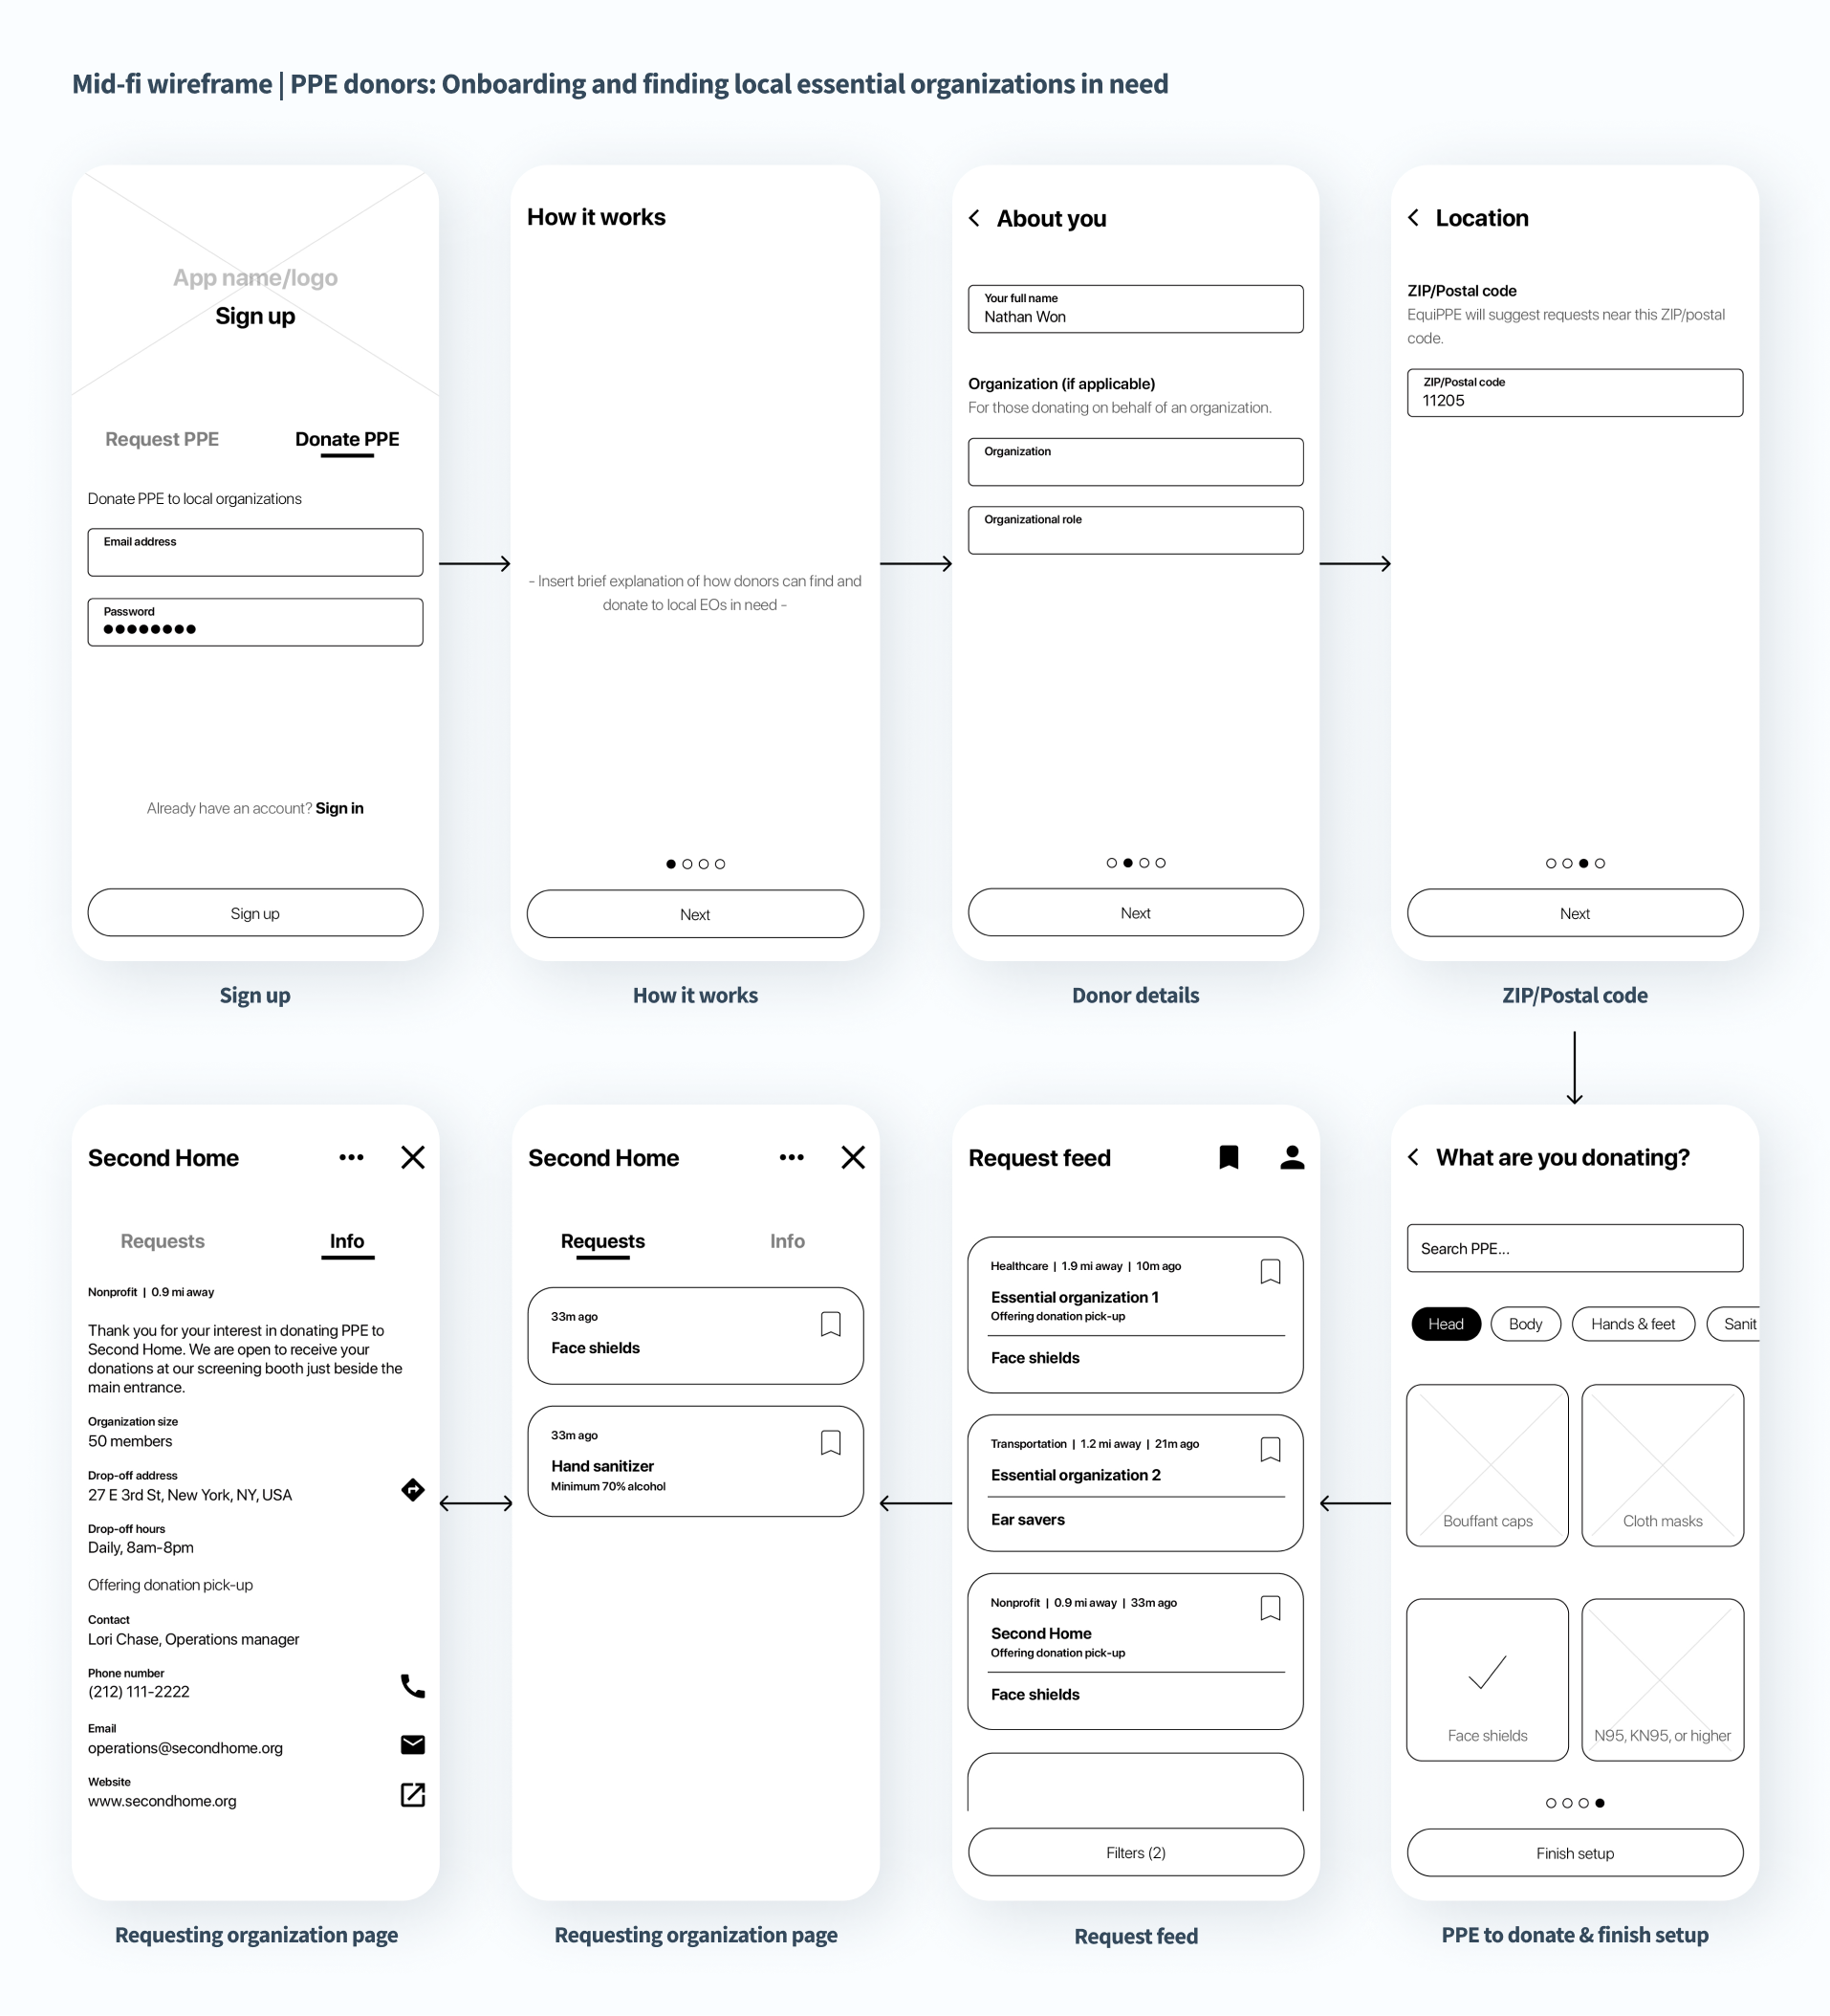 Mid-fi wireframe | PPE donors: Onboarding and finding local essential organizations in need
App name/logo
Sign up
Request PPE
Donate PPE
Donate PPE to local organizations
Email address
Password
Already have an account? Sign in
Sign up
Sign up
How it works
- Insert brief explanation of how donors can find and
donate to local EOs in need -
Next
How it works
About you
Your full name
Nathan Won
Organization (if applicable)
For those donating on behalf of an organization.
Organization
Organizational role
Next
Donor details
Location
ZIP/Postal code
EquiPPE will suggest requests near this ZIP/postal
code.
ZIP/Postal code
11205
Next
ZIP/Postal code
Second Home
Requests
Info
Nonprofit | 0.9 mi away
Thank you for your interest in donating PPE to
Second Home. We are open to receive your
donations at our screening booth just beside the
main entrance.
Organization size
50 members
Drop-off address
27 E 3rd St, New York, NY, USA
Drop-off hours
Daily, 8am-8pm
Offering donation pick-up
Contact
Lori Chase, Operations manager
Phone number
(212) 111-2222
Email
operations@secondhome.org
Website
www.secondhome.org
Requesting organization page
Second Home
Requests
Info
33m ago
Face shields
33m ago
Hand sanitizer
Minimum 70% alcohol
Requesting organization page
Request feed
Healthcare | 1.9 mi away | 10m ago
Essential organization 1
Offering donation pick-up
Face shields
Transportation | 1.2 mi away | 21m ago
Essential organization 2
Ear savers
Nonprofit | 0.9 mi away | 33m ago
Second Home
Offering donation pick-up
Face shields
Filters (2)
Request feed
What are you donating?
Search PPE...
Head
Body
Hands & feet
Sanit
Bouffant caps
Cloth masks
Face shields
N95, KN95, or higher
Finish setup
PPE to donate & finish setup